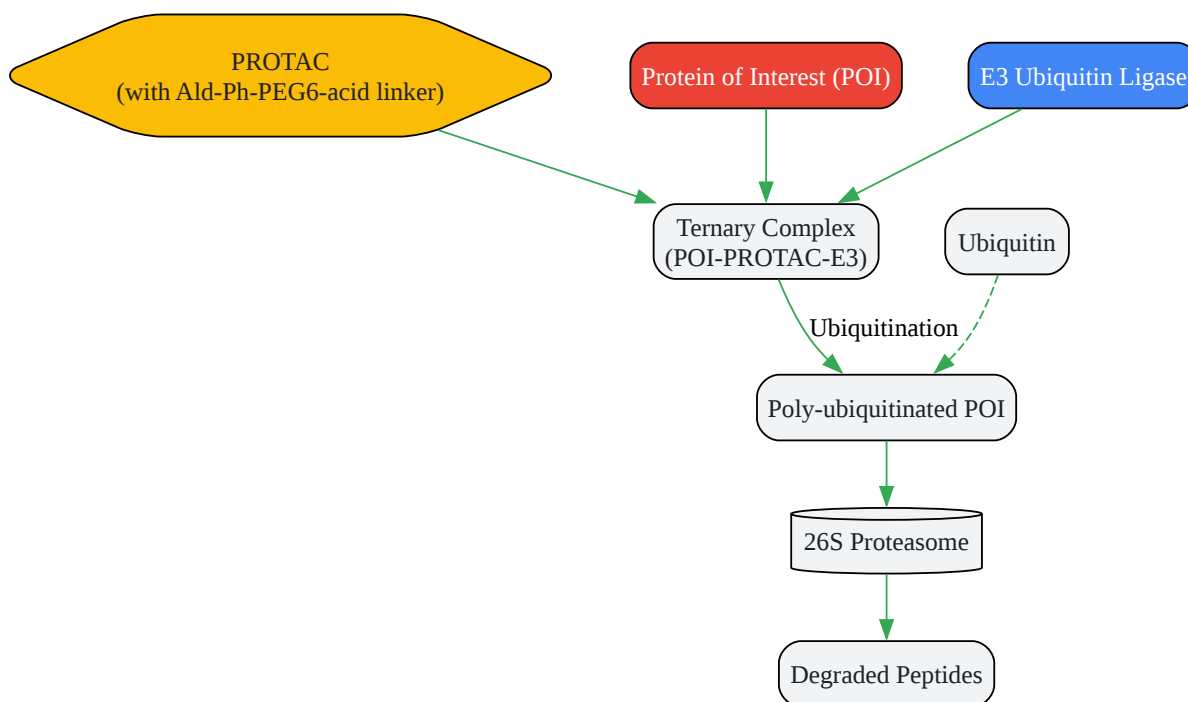 PROTAC
(with Ald-Ph-PEG6-acid linker)
Protein of Interest (POI)
E3 Ubiquitin Ligase
Ternary Complex
(POI-PROTAC-E3)
Ubiquitin
Ubiquitination
Poly-ubiquitinated POI
26S Proteasome
Degraded Peptides